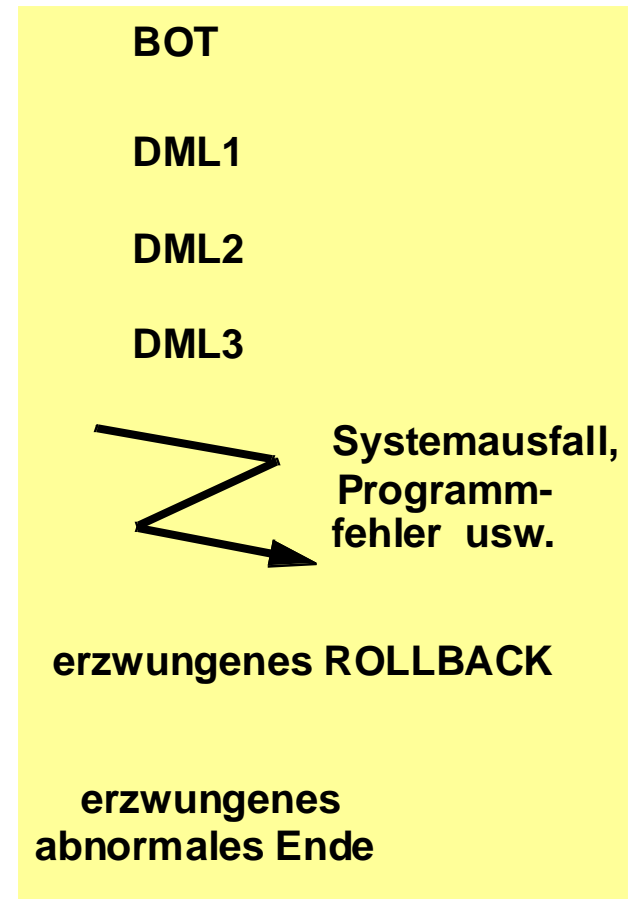 BOT
DML1
DML2
DML3
Systemausfall,
Programm-
fehler usw.
erzwungenes ROLLBACK
erzwungenes
abnormales Ende